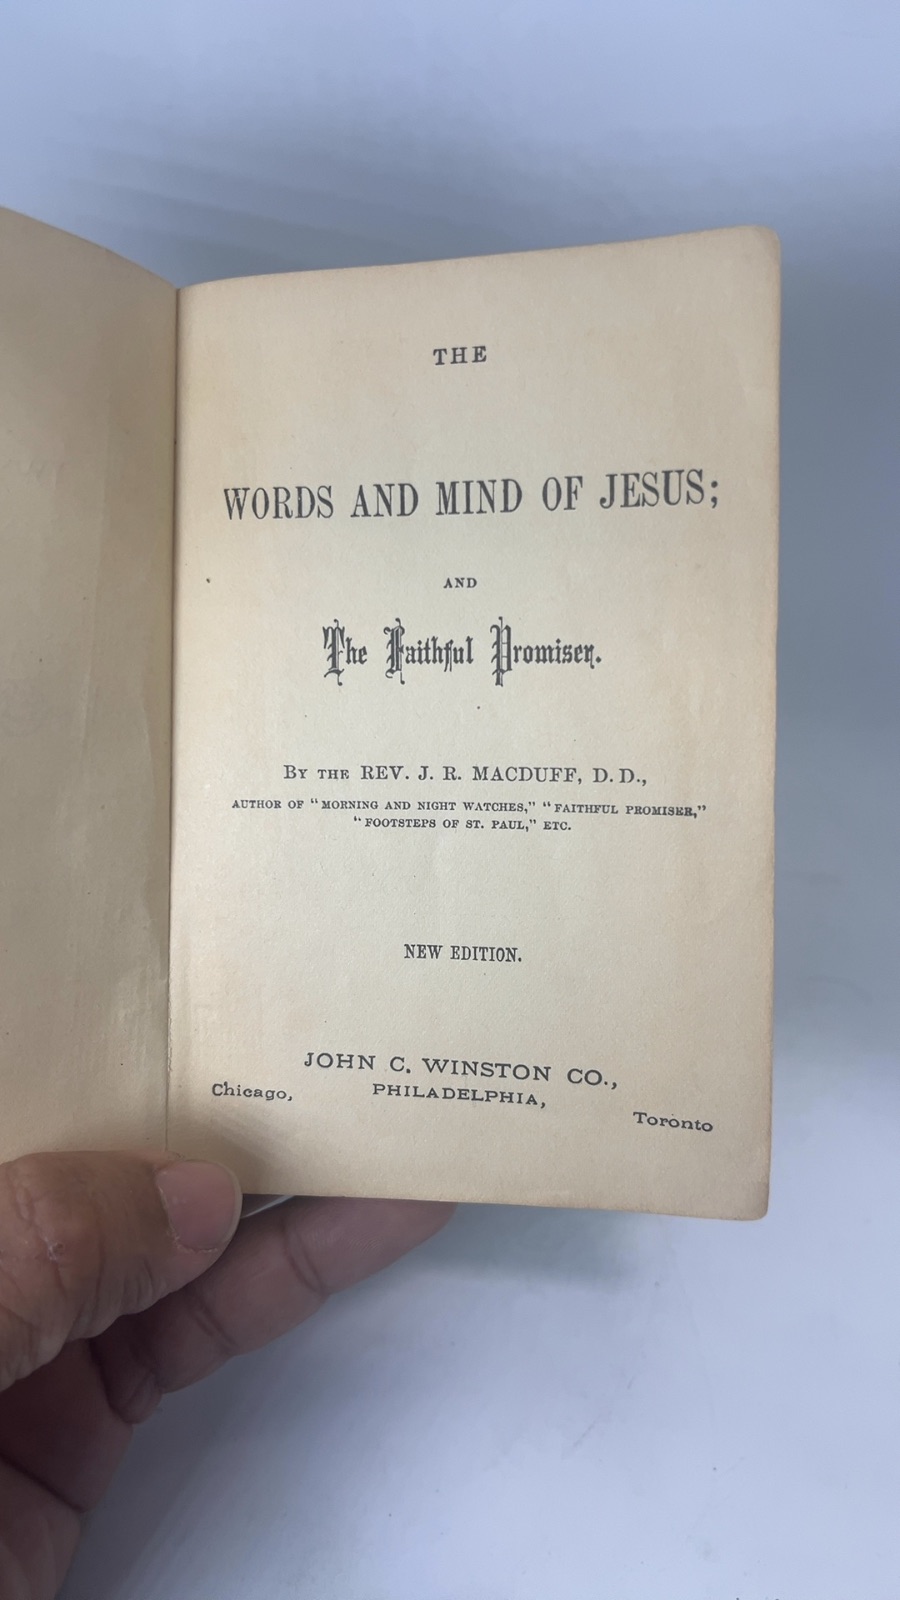 THE
WORDS AND MIND OF JESUS;
AND
The Faithful Promiser.
BY THE REV. J. R. MACDUFF, D. D.,
AUTHOR OF "MORNING AND NIGHT WATCHES," "FAITHFUL PROMISER,"
"FOOTSTEPS OF ST. PAUL," ETC.
NEW EDITION.
JOHN C. WINSTON CO.,
Chicago, PHILADELPHIA, Toronto